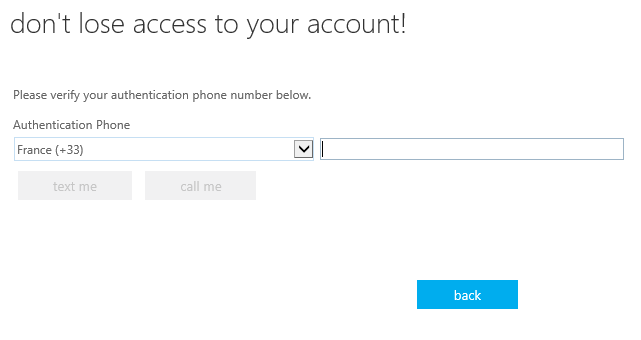 don't lose access to your account!
Please verify your authentication phone number below.
Authentication Phone
France (+33)
text me call me
back